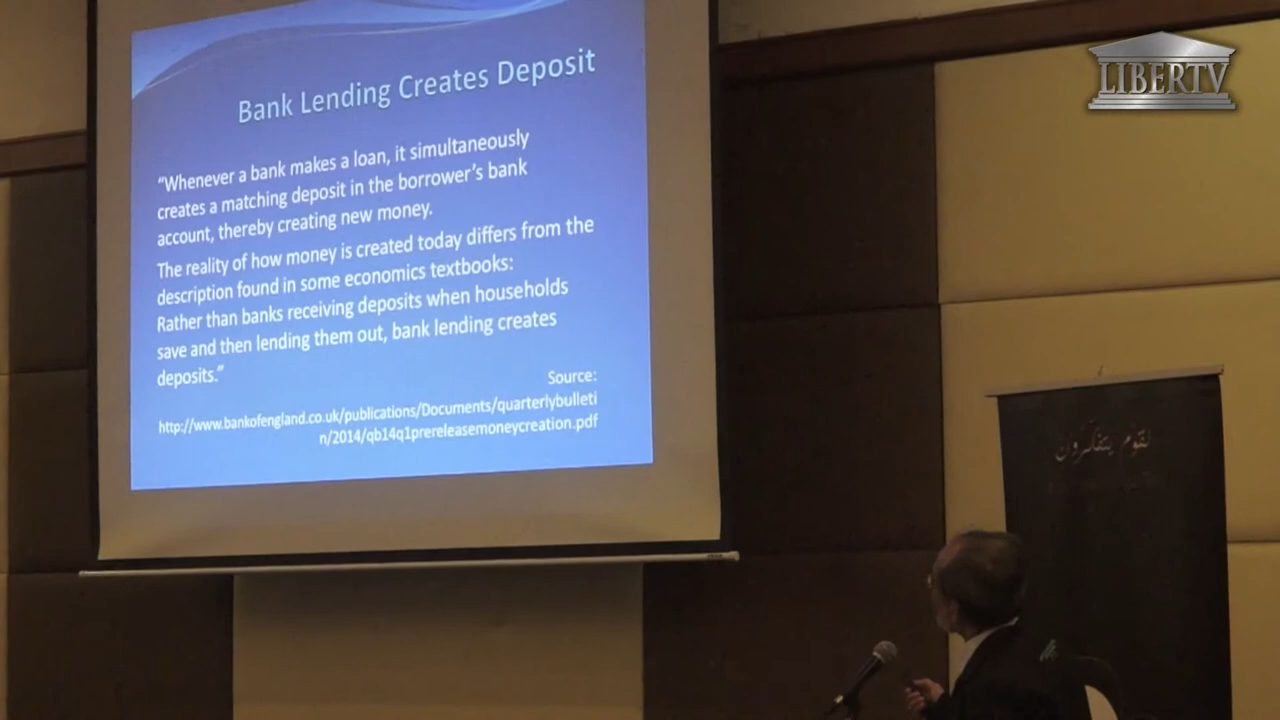 LIBERTV
Bank Lending Creates Deposit
“Whenever a bank makes a loan, it simultaneously
creates a matching deposit in the borrower’s bank
account, thereby creating new money.
The reality of how money is created today differs from the
description found in some economics textbooks:
Rather than banks receiving deposits when households
save and then lending them out, bank lending creates
deposits.”
Source:
http://www.bankofengland.co.uk/publications/Documents/quarterlybulleti
n/2014/qb14q1prereleasemoneycreation.pdf
لقوم يتفكرون